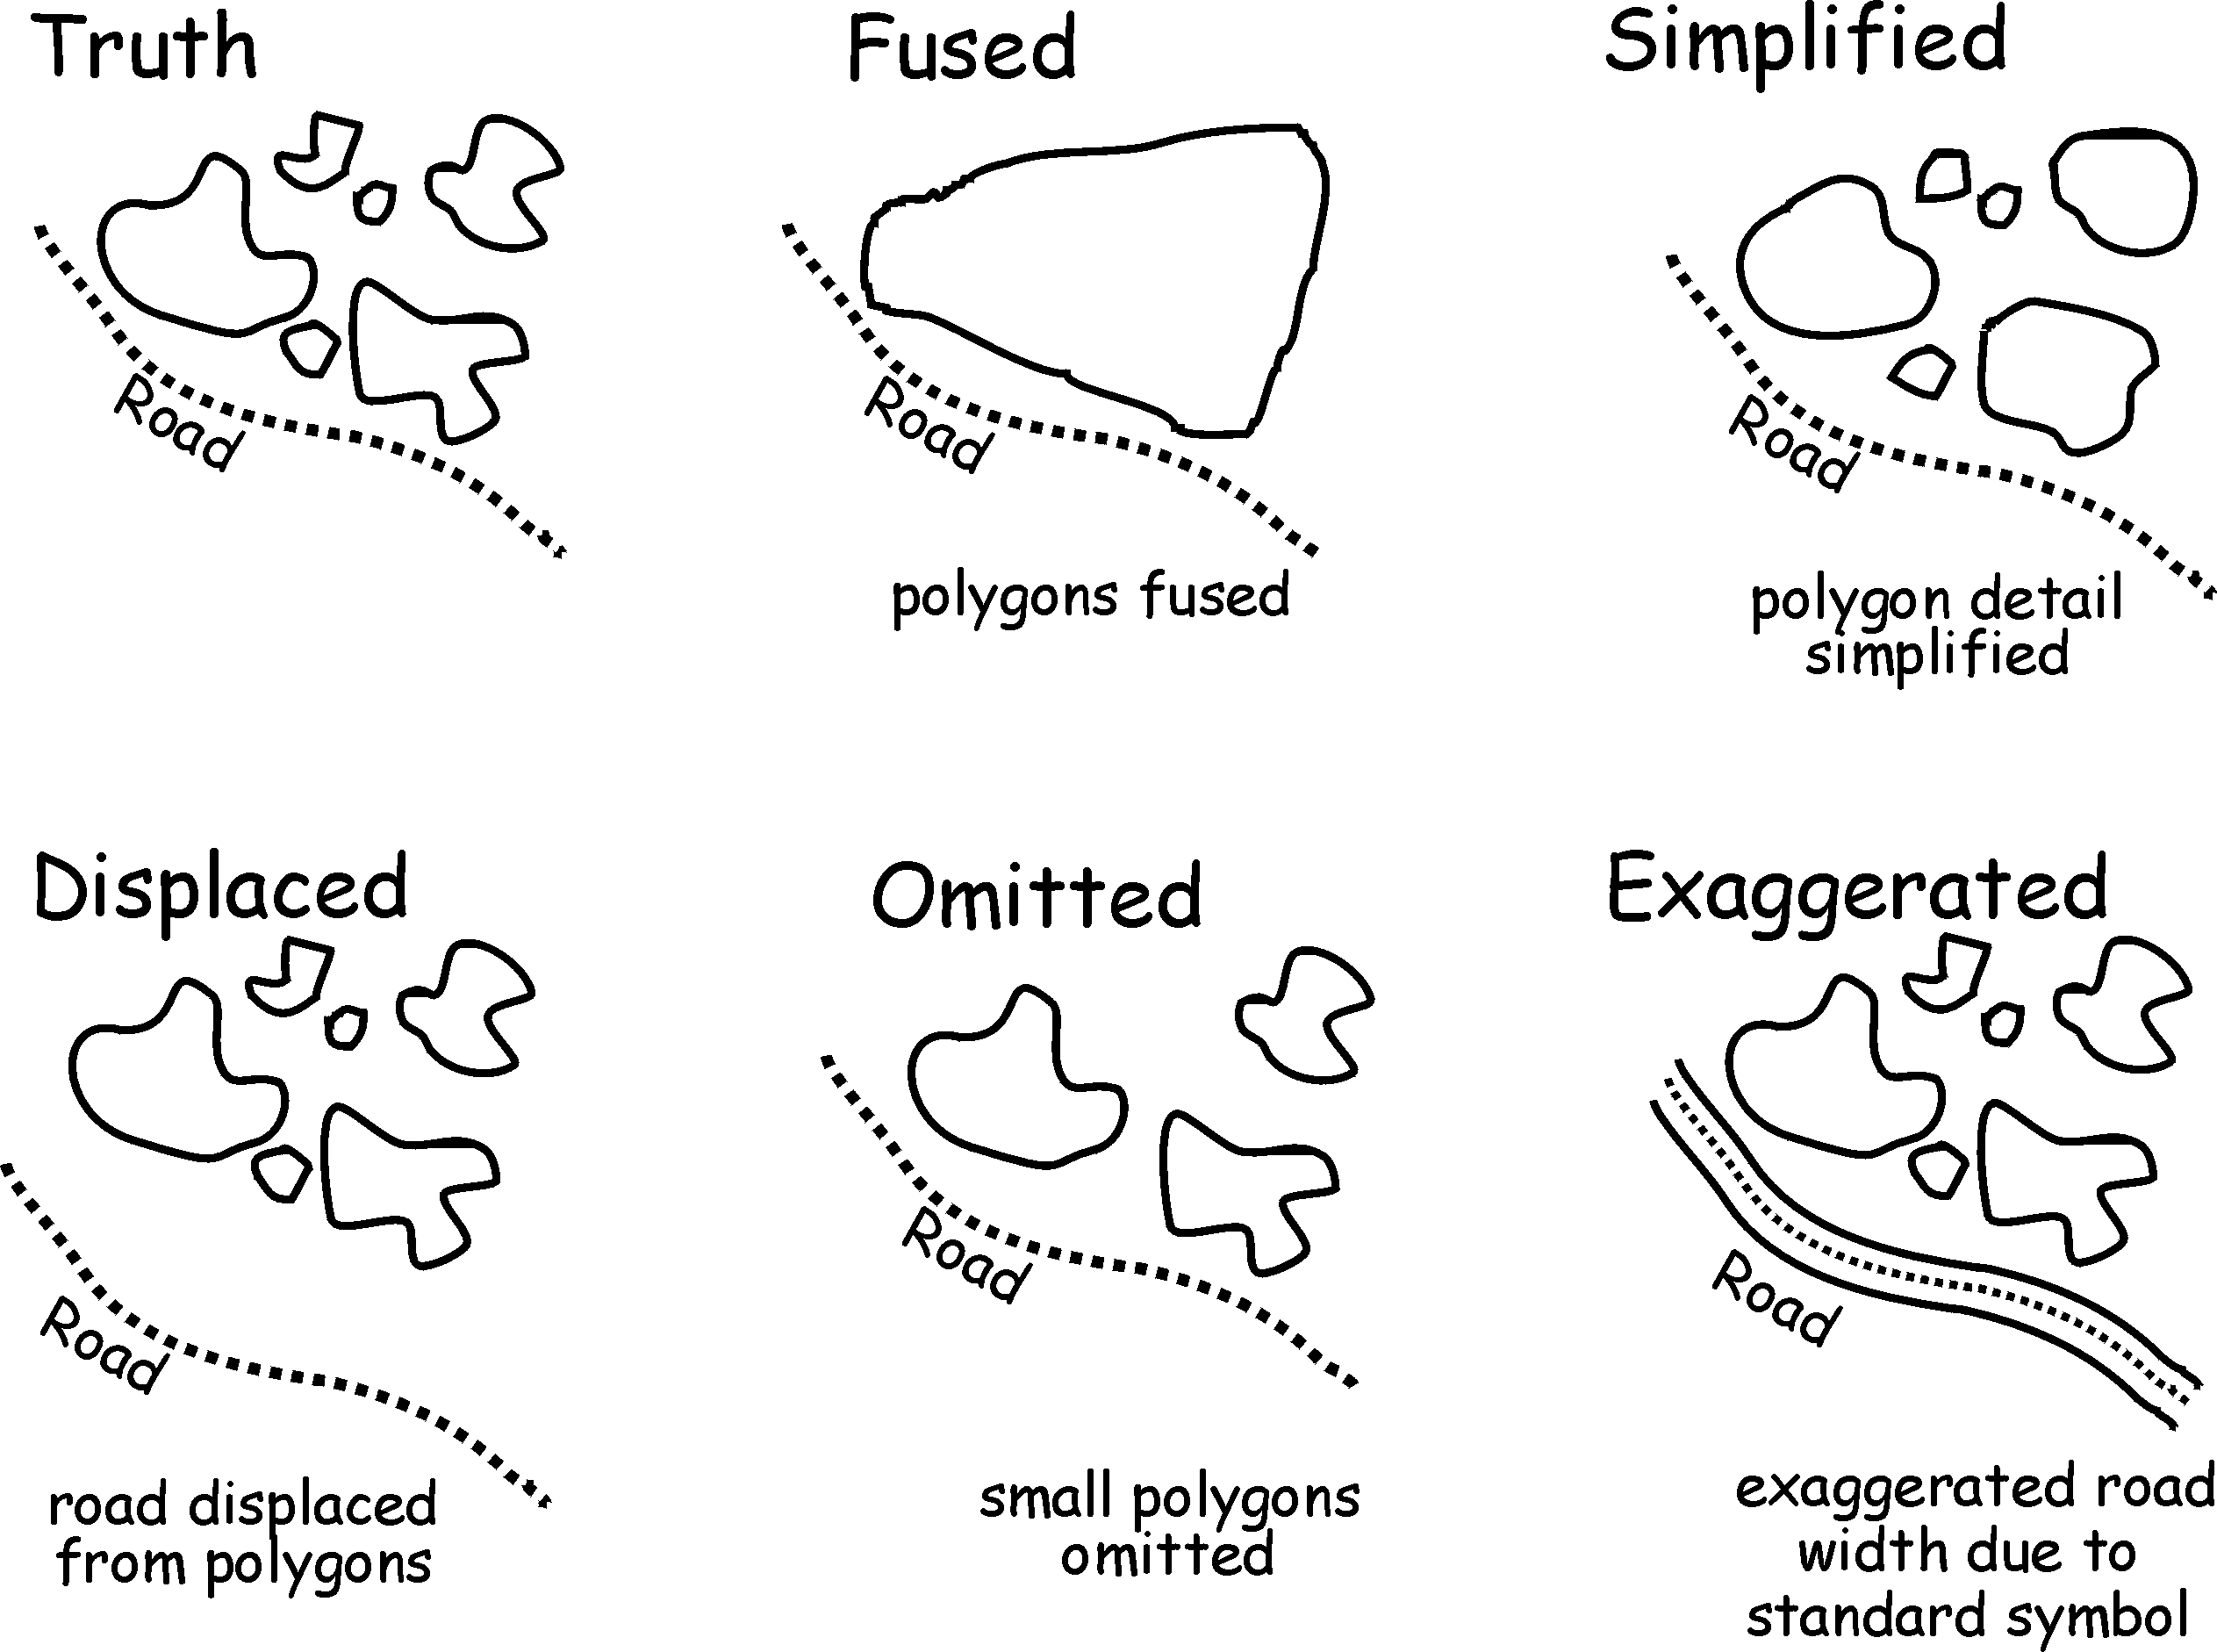 Truth
Road
Fused
Road
polygons fused
Simplified
Road
polygon detail
simplified
Displaced
Road
road displaced
from polygons
Omitted
Road
small polygons
omitted
Exaggerated
Road
exaggerated road
width due to
standard symbol